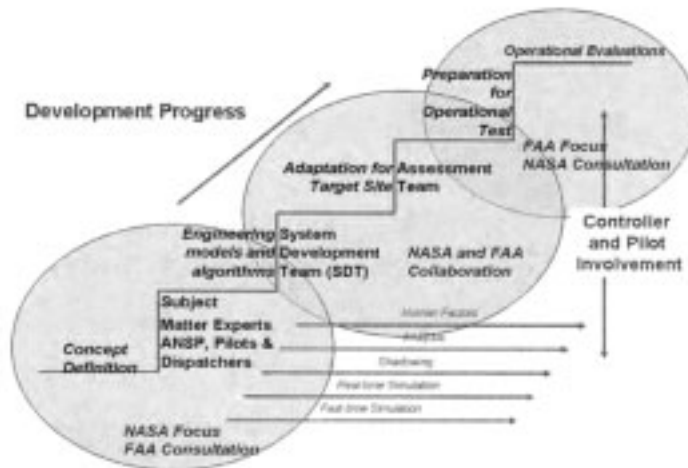 Operational Evaluations
Preparation
for
Operational
Test
Development Progress
FAA Focus
NASA Consultation
Adaptation for Assessment
Target Site Team
Controller
and Pilot
Involvement
Engineering System
models and Development
algorithms Team (SDT)
NASA and FAA
Collaboration
Subject
Matter Experts
ANSP, Pilots &
Dispatchers
Concept
Definition
Human Factors
Analysis
Shadowing
Real-time Simulation
Fast-time Simulation
NASA Focus
FAA Consultation